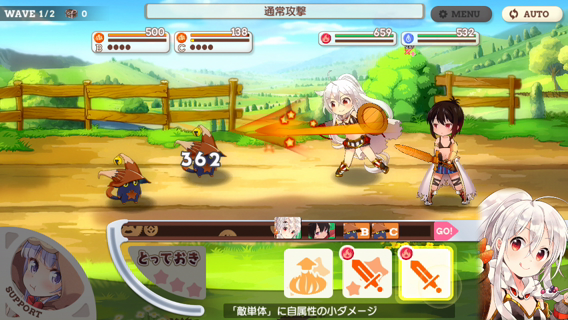 WAVE 1/2 0
通常攻撃
MENU
AUTO
500
B
138
C
659
532
362
B
C
GO!
とっておき
SUPPORT
「敵単体」に自属性の小ダメージ